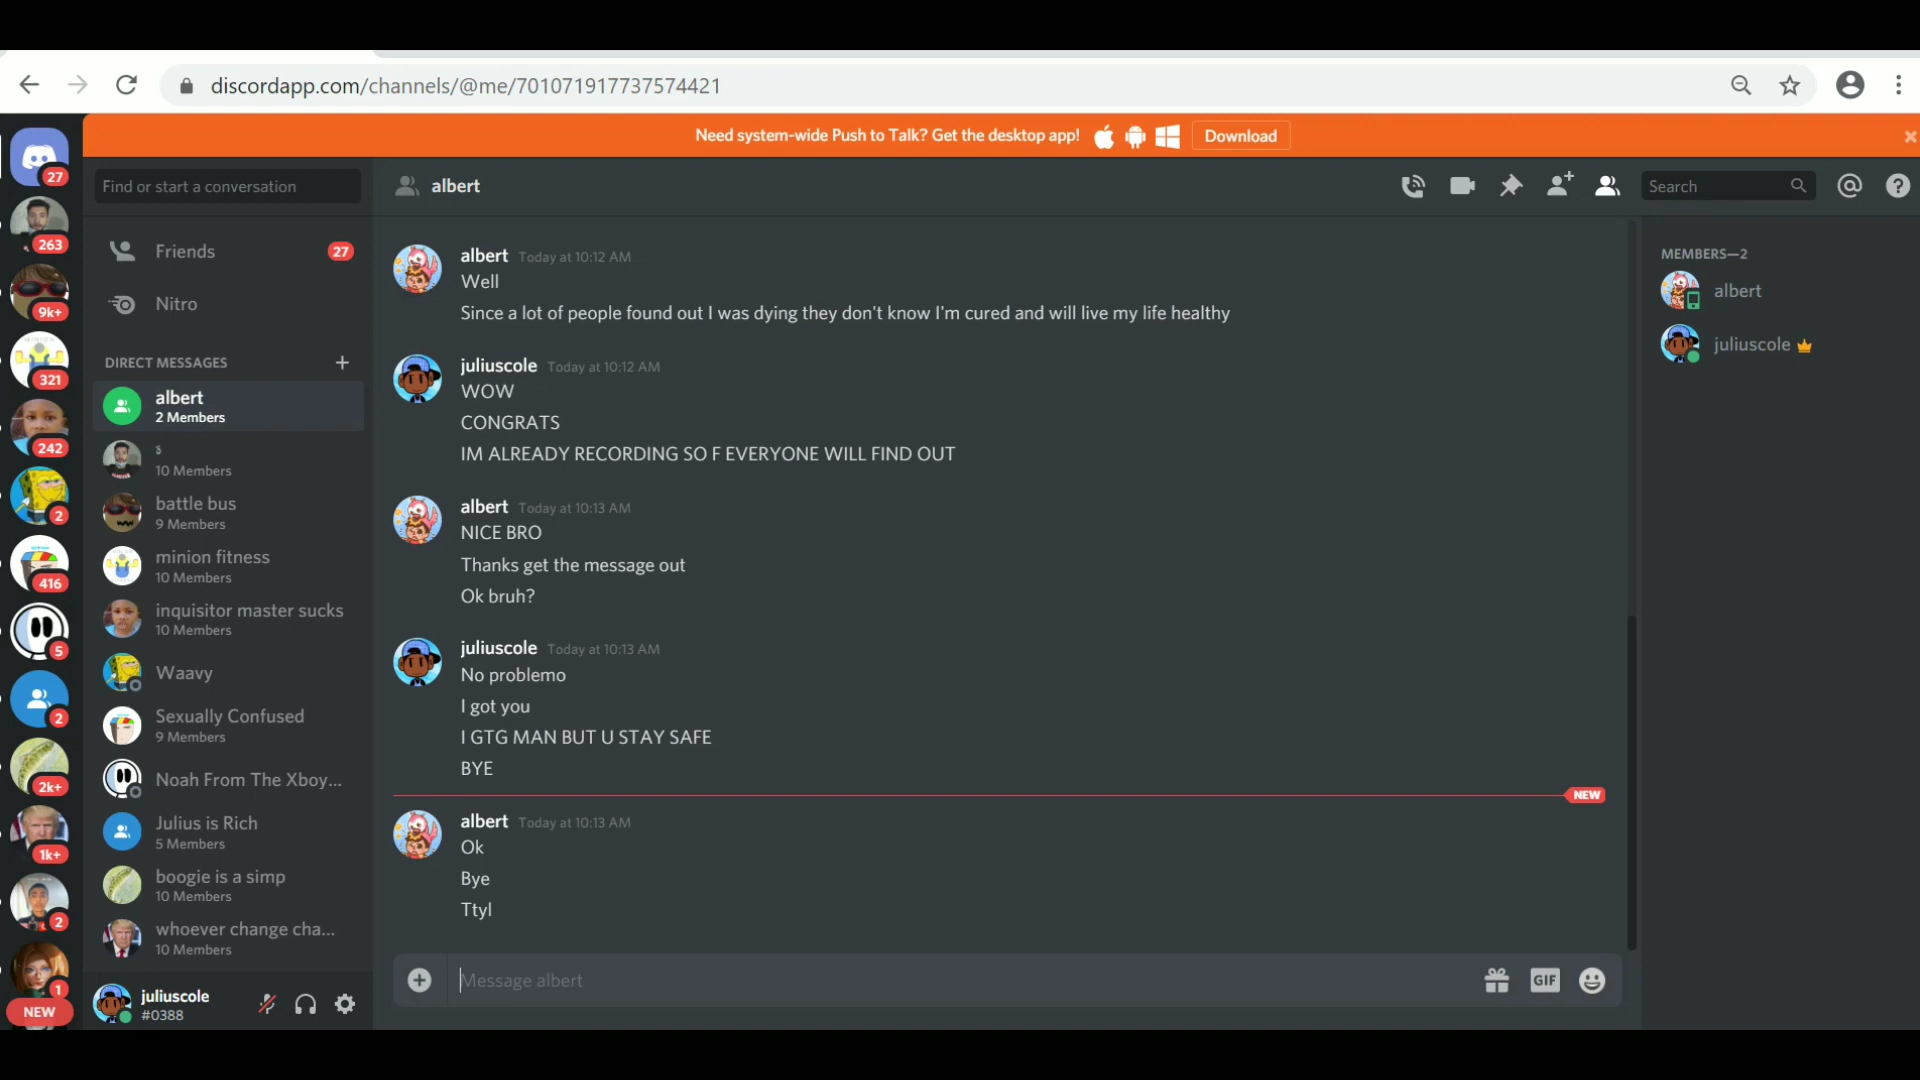 discordapp.com/channels/@me/701071917737574421
Need system-wide Push to Talk? Get the desktop app!
Download
27
263
9k+
321
242
2
416
5
2
2k+
1k+
2
1
NEW
Find or start a conversation
Friends
27
Nitro
DIRECT MESSAGES
albert
2 Members
10 Members
battle bus
9 Members
minion fitness
10 Members
inquisitor master sucks
10 Members
Waavy
Sexually Confused
9 Members
Noah From The Xboy...
Julius is Rich
5 Members
boogie is a simp
10 Members
whoever change cha...
10 Members
juliuscole
#0388
albert
Search
albert Today at 10:12 AM
Well
Since a lot of people found out I was dying they don't know I'm cured and will live my life healthy
juliuscole Today at 10:12 AM
WOW
CONGRATS
IM ALREADY RECORDING SO F EVERYONE WILL FIND OUT
albert Today at 10:13 AM
NICE BRO
Thanks get the message out
Ok bruh?
juliuscole Today at 10:13 AM
No problemo
I got you
I GTG MAN BUT U STAY SAFE
BYE
NEW
albert Today at 10:13 AM
Ok
Bye
Ttyl
Message albert
GIF
MEMBERS—2
albert
juliuscole